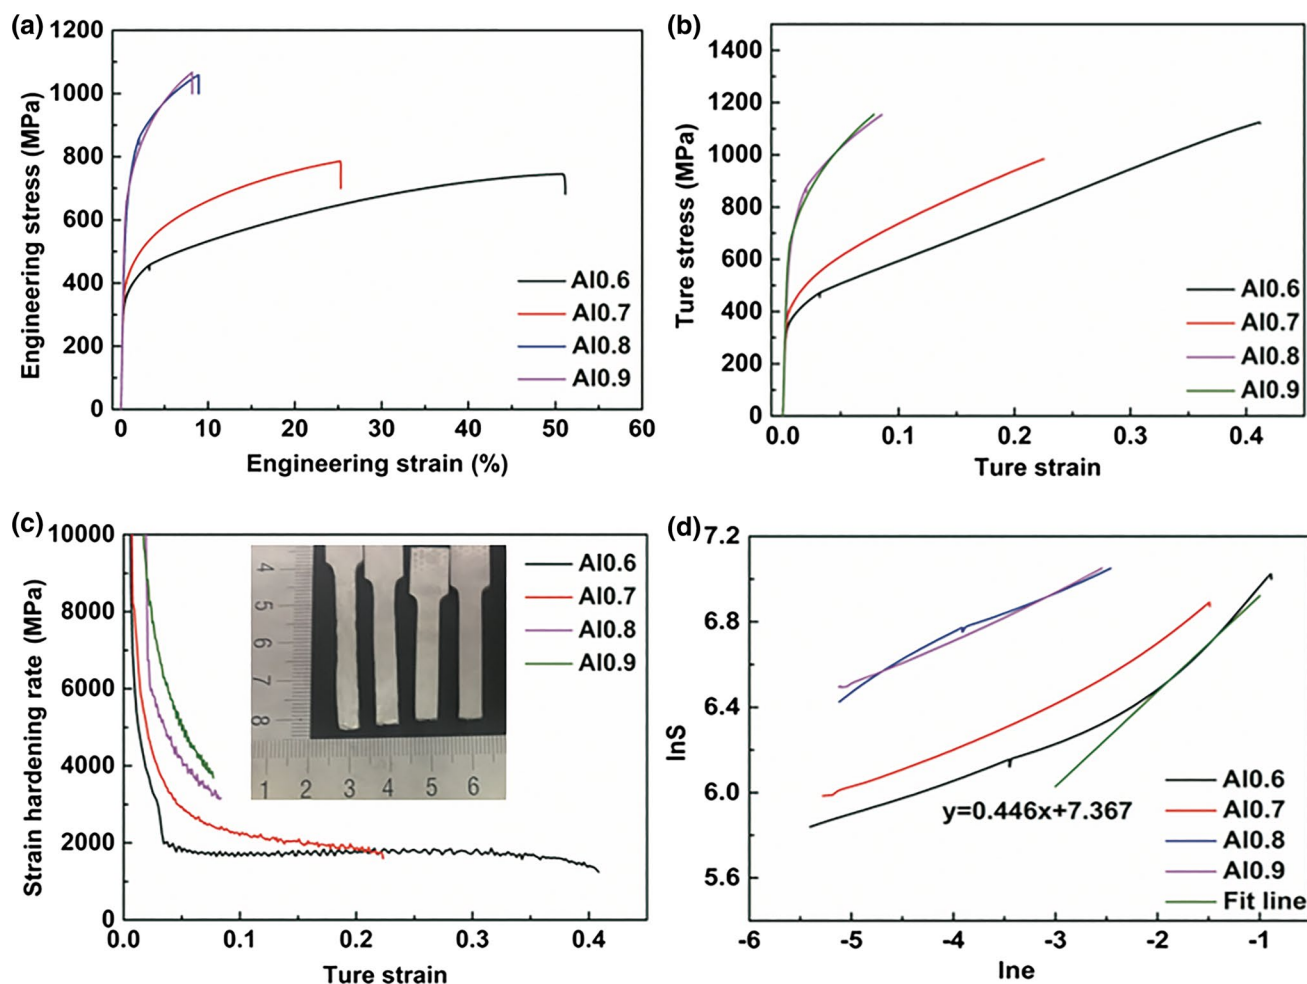 (a)
1200
1000
800
600
400
200
0
Engineering stress (MPa)
0 10 20 30 40 50 60
Engineering strain (%)
Al0.6
Al0.7
Al0.8
Al0.9
(b)
1400
1200
1000
800
600
400
200
0
Ture stress (MPa)
0.0 0.1 0.2 0.3 0.4
Ture strain
Al0.6
Al0.7
Al0.8
Al0.9
(c)
10000
8000
6000
4000
2000
0
Strain hardening rate (MPa)
0.0 0.1 0.2 0.3 0.4
Ture strain
4
5
6
7
8
1 2 3 4 5 6
Al0.6
Al0.7
Al0.8
Al0.9
(d)
7.2
6.8
6.4
6.0
5.6
lnS
-6 -5 -4 -3 -2 -1
lne
y=0.446x+7.367
Al0.6
Al0.7
Al0.8
Al0.9
Fit line